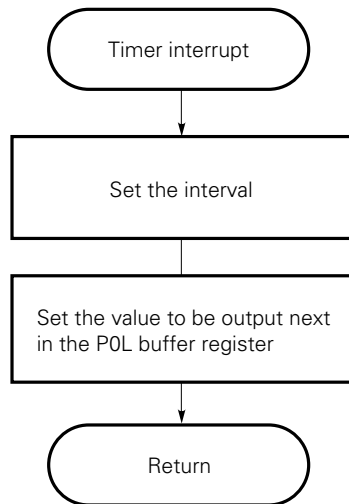 Timer interrupt
Set the interval
Set the value to be output next
in the P0L buffer register
Return